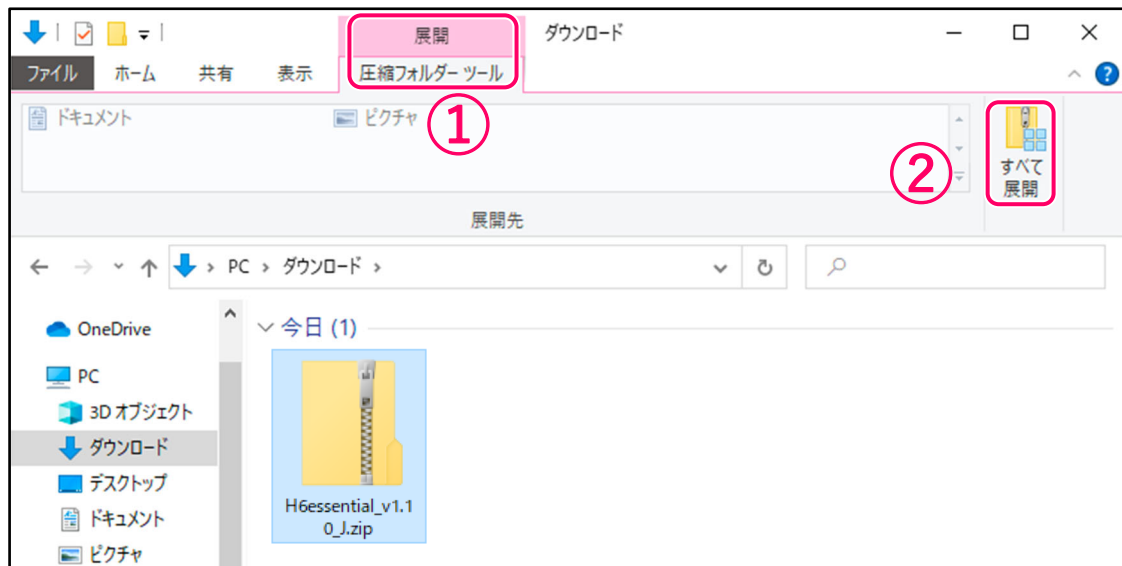 展開
ダウンロード
ファイル
ホーム
共有
表示
圧縮フォルダー ツール
ドキュメント
ピクチャ
①
②
すべて
展開
展開先
PC
ダウンロード
OneDrive
今日 (1)
PC
3D オブジェクト
ダウンロード
デスクトップ
ドキュメント
ピクチャ
H6essential_v1.1
0_J.zip